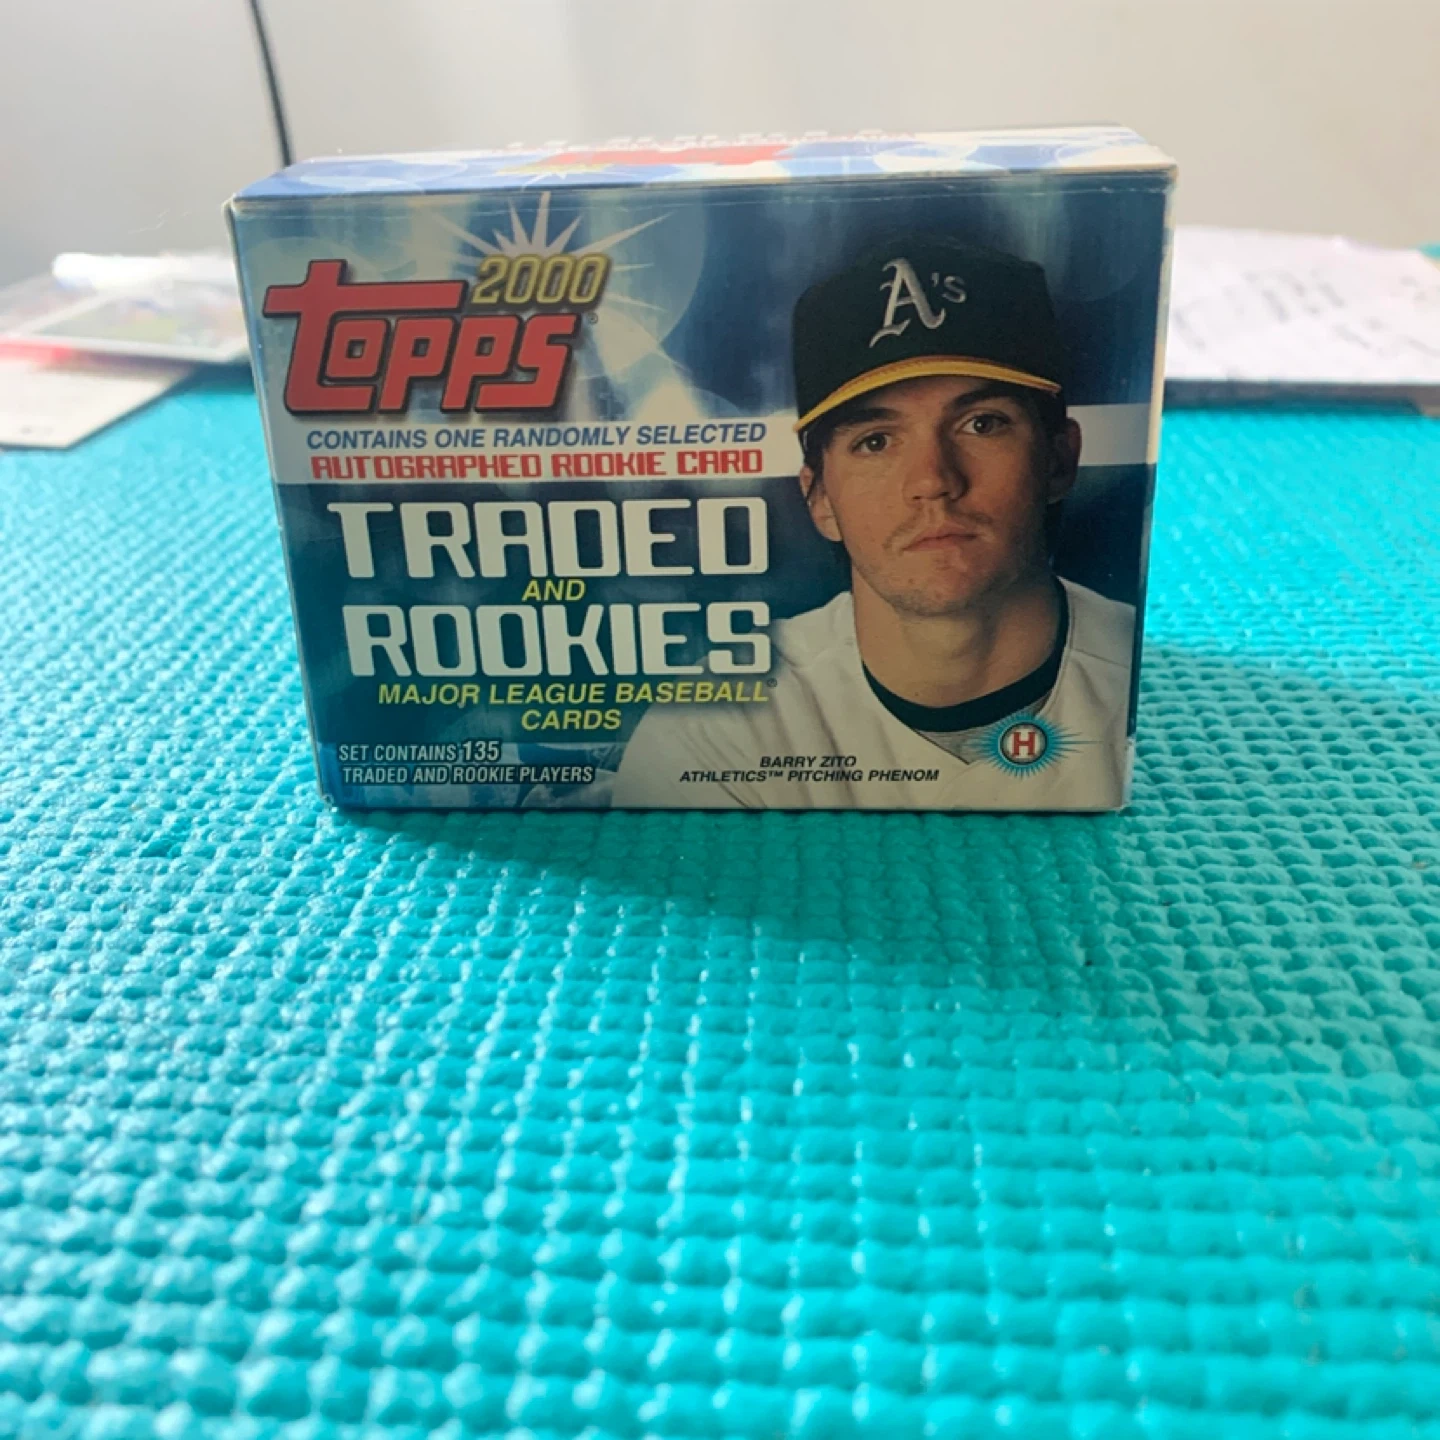 2000
Topps®
CONTAINS ONE RANDOMLY SELECTED
AUTOGRAPHED ROOKIE CARD
TRADED
AND
ROOKIES
MAJOR LEAGUE BASEBALL®
CARDS
SET CONTAINS 135
TRADED AND ROOKIE PLAYERS
A's
BARRY ZITO
ATHLETICS™ PITCHING PHENOM
H